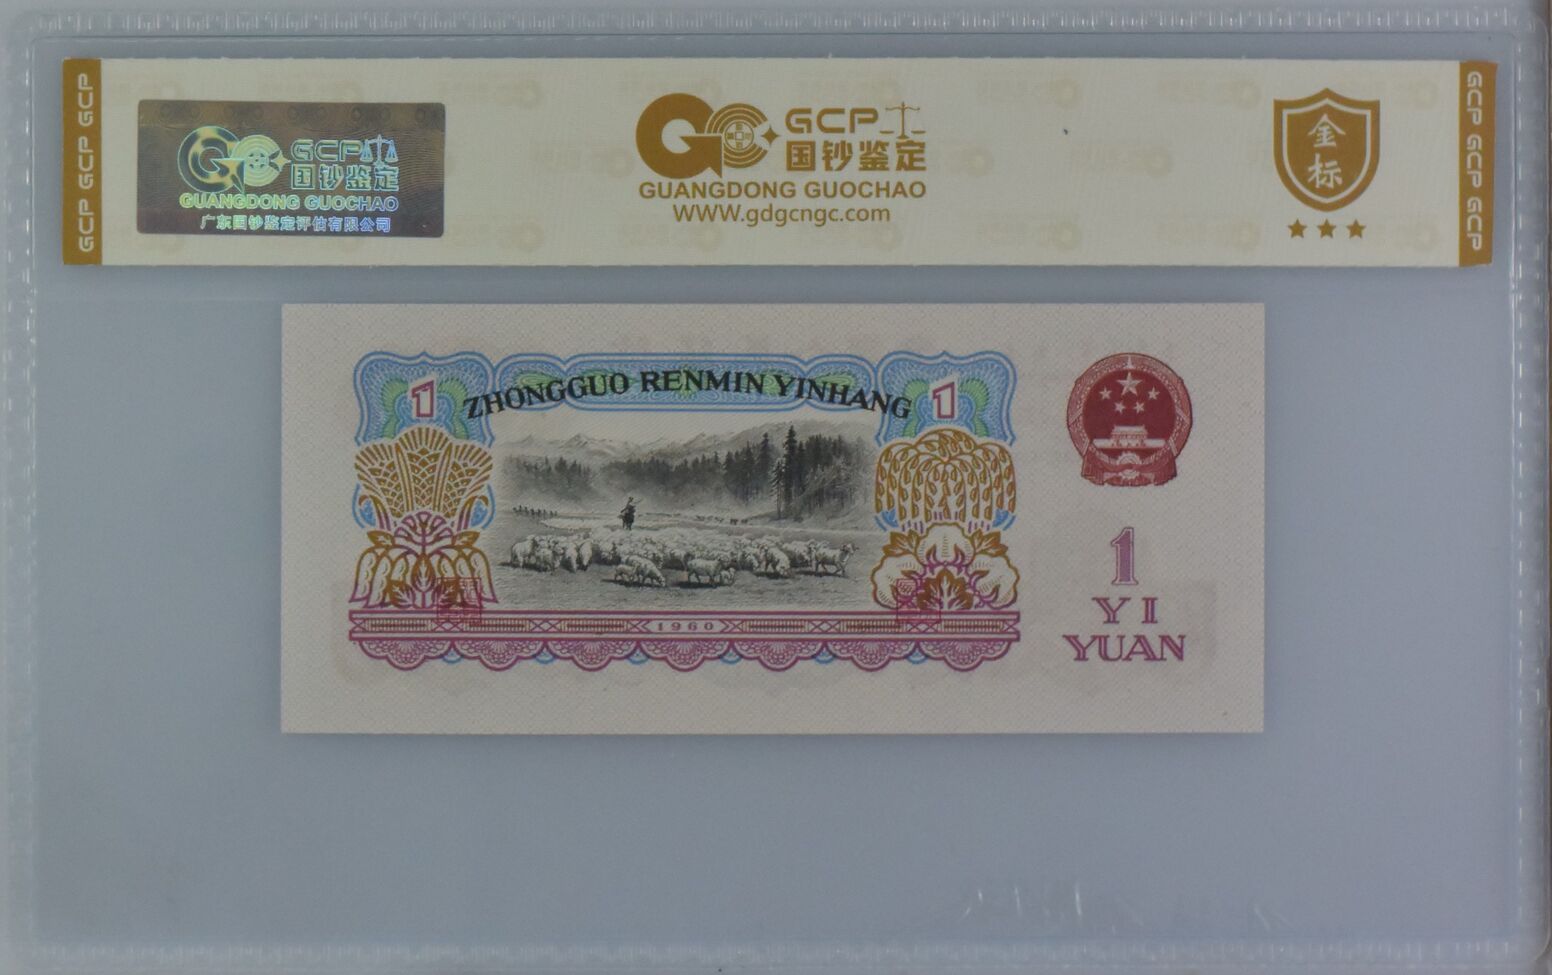 GCP GCP GCP
GCP
国钞鉴定
GUANGDONG GUOCHAO
广东国钞鉴定评估有限公司
GCP
国钞鉴定
GUANGDONG GUOCHAO
WWW.gdgcngc.com
金
标
GCP GCP GCP
1
ZHONGGUO RENMIN YINHANG
1
1960
1
YI
YUAN